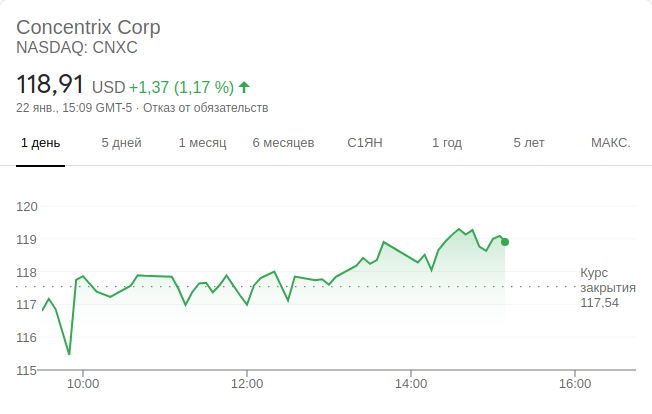 Concentrix Corp
NASDAQ: CNXC
118,91 USD +1,37 (1,17 %)
22 янв., 15:09 GMT-5 · Отказ от обязательств
1 день 5 дней 1 месяц 6 месяцев С1ЯН 1 год 5 лет МАКС.
120
119
118
Курс
закрытия
117,54
117
116
115
10:00 12:00 14:00 16:00